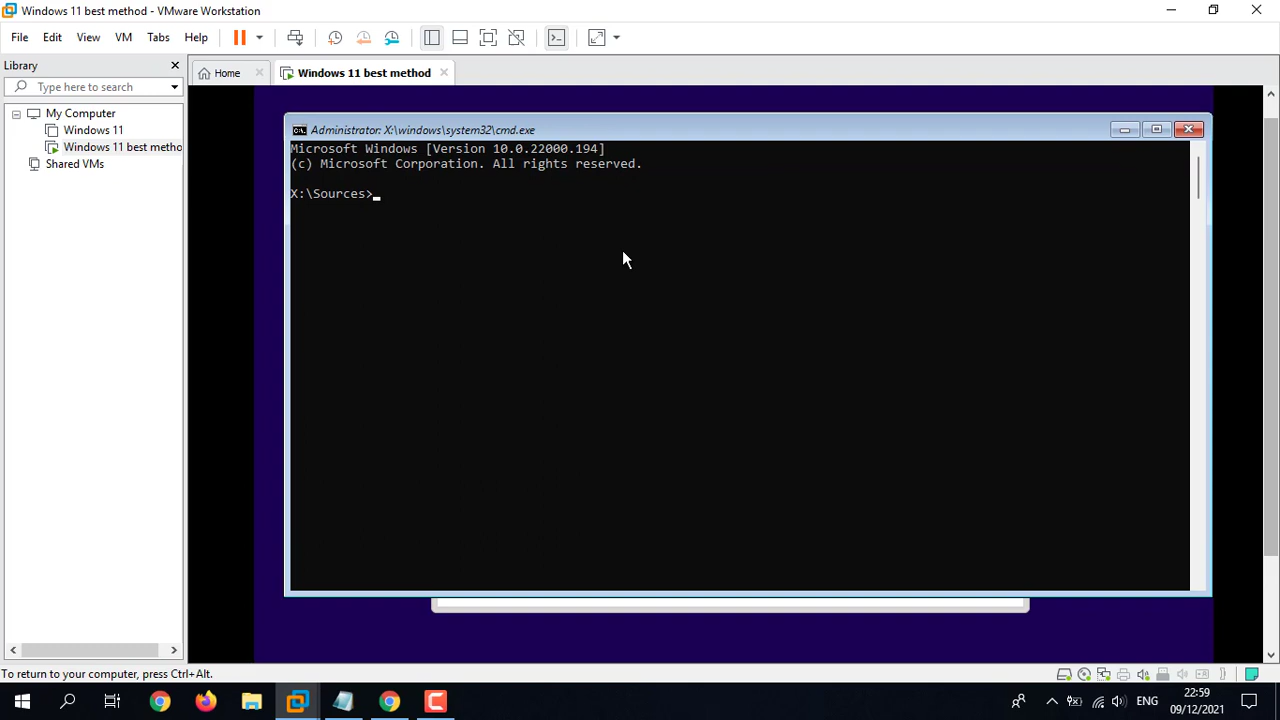 Windows 11 best method - VMware Workstation
File Edit View VM Tabs Help
Library
Type here to search
My Computer
Windows 11
Windows 11 best metho
Shared VMs
Home
Windows 11 best method
Administrator: X:\windows\system32\cmd.exe
Microsoft Windows [Version 10.0.22000.194]
(c) Microsoft Corporation. All rights reserved.
X:\Sources>
To return to your computer, press Ctrl+Alt.
ENG
22:59
09/12/2021